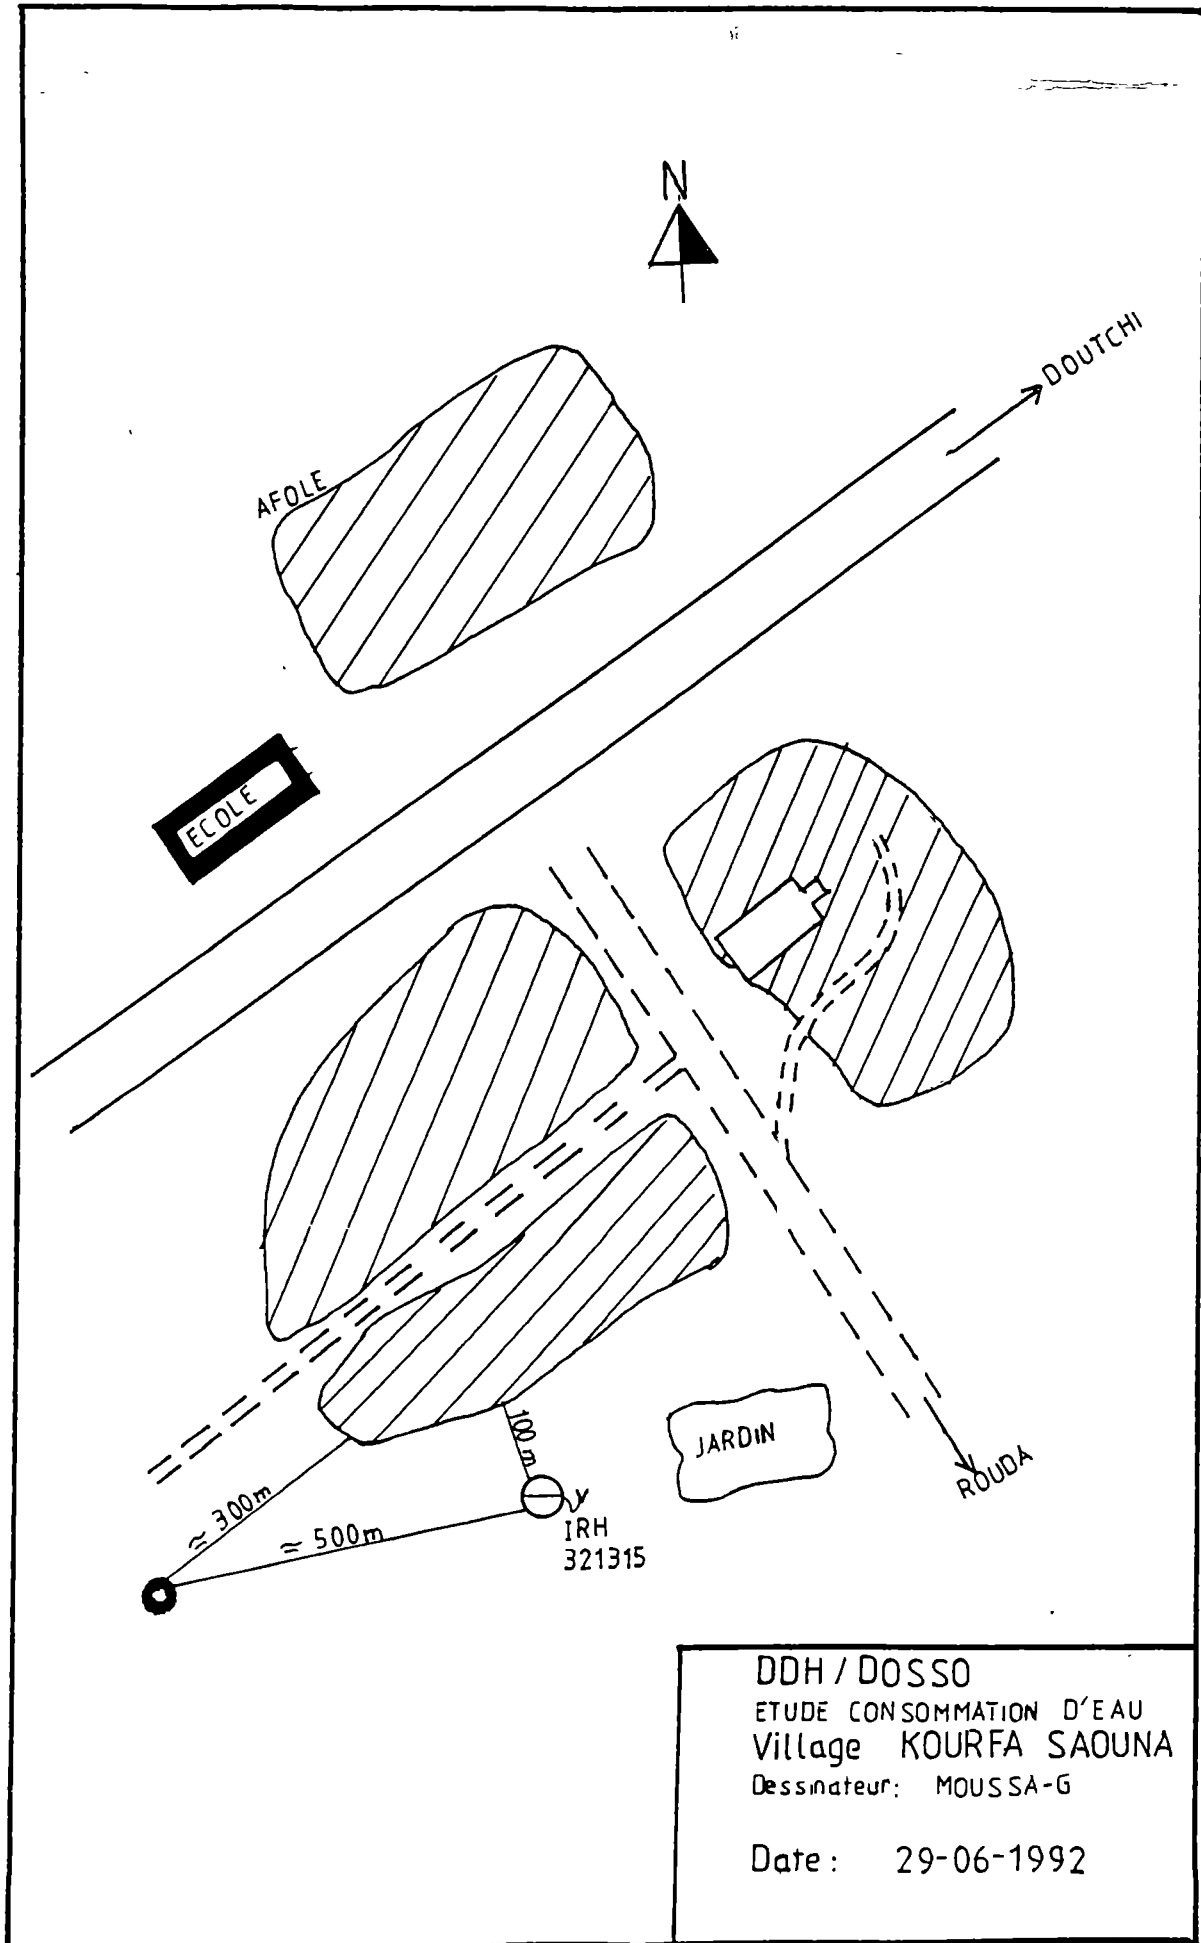 N
DOUTCHI
AFOLE
ECOLE
100 m
JARDIN
ROUDA
≈ 300m
≈ 500m
IRH
321315
DDH / DOSSO
ETUDE CONSOMMATION D'EAU
Village KOURFA SAOUNA
Dessinateur: MOUSSA-G
Date: 29-06-1992